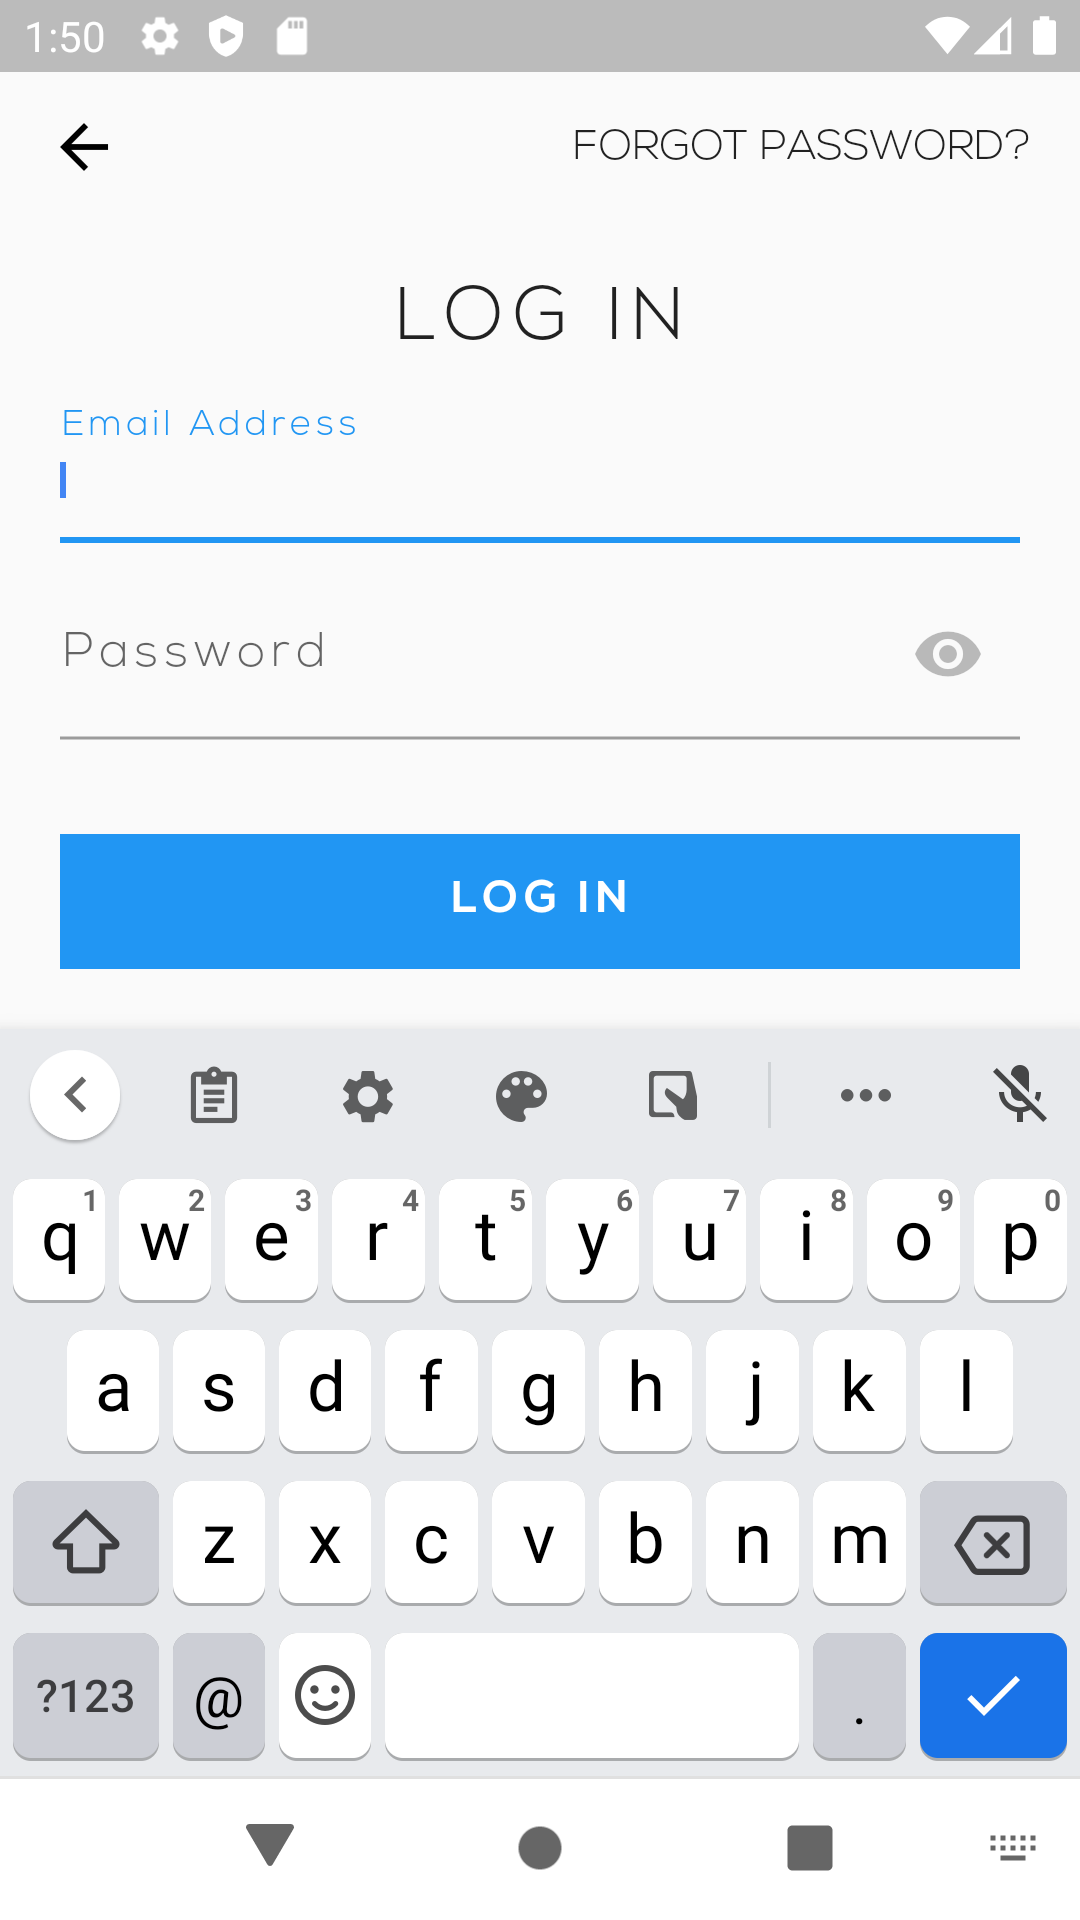 1:50
FORGOT PASSWORD?
LOG IN
Email Address
Password
LOG IN
q 1 w 2 e 3 r 4 t 5 y 6 u 7 i 8 o 9 p 0
a s d f g h j k l
z x c v b n m
?123 @ .